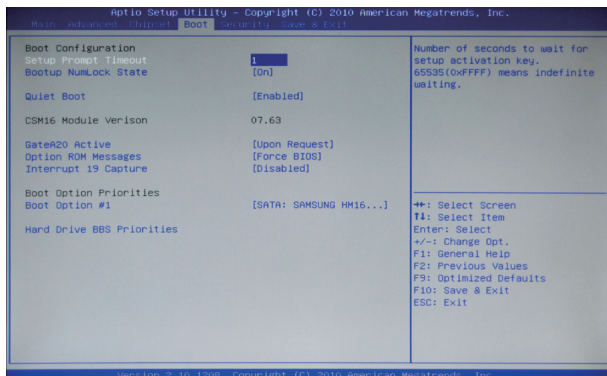 Aptio Setup Utility - Copyright (C) 2010 American Megatrends, Inc.
Main Advanced Chipset Boot Security Save & Exit
Boot Configuration
Setup Prompt Timeout 1
Bootup NumLock State [On]
Quiet Boot [Enabled]
CSM16 Module Verison 07.63
GateA20 Active [Upon Request]
Option ROM Messages [Force BIOS]
Interrupt 19 Capture [Disabled]
Boot Option Priorities
Boot Option #1 [SATA: SAMSUNG HM16...]
Hard Drive BBS Priorities
Number of seconds to wait for
setup activation key.
65535(0xFFFF) means indefinite
waiting.
→←: Select Screen
↑↓: Select Item
Enter: Select
+/-: Change Opt.
F1: General Help
F2: Previous Values
F9: Optimized Defaults
F10: Save & Exit
ESC: Exit
Version 2.10.1208. Copyright (C) 2010 American Megatrends, Inc.